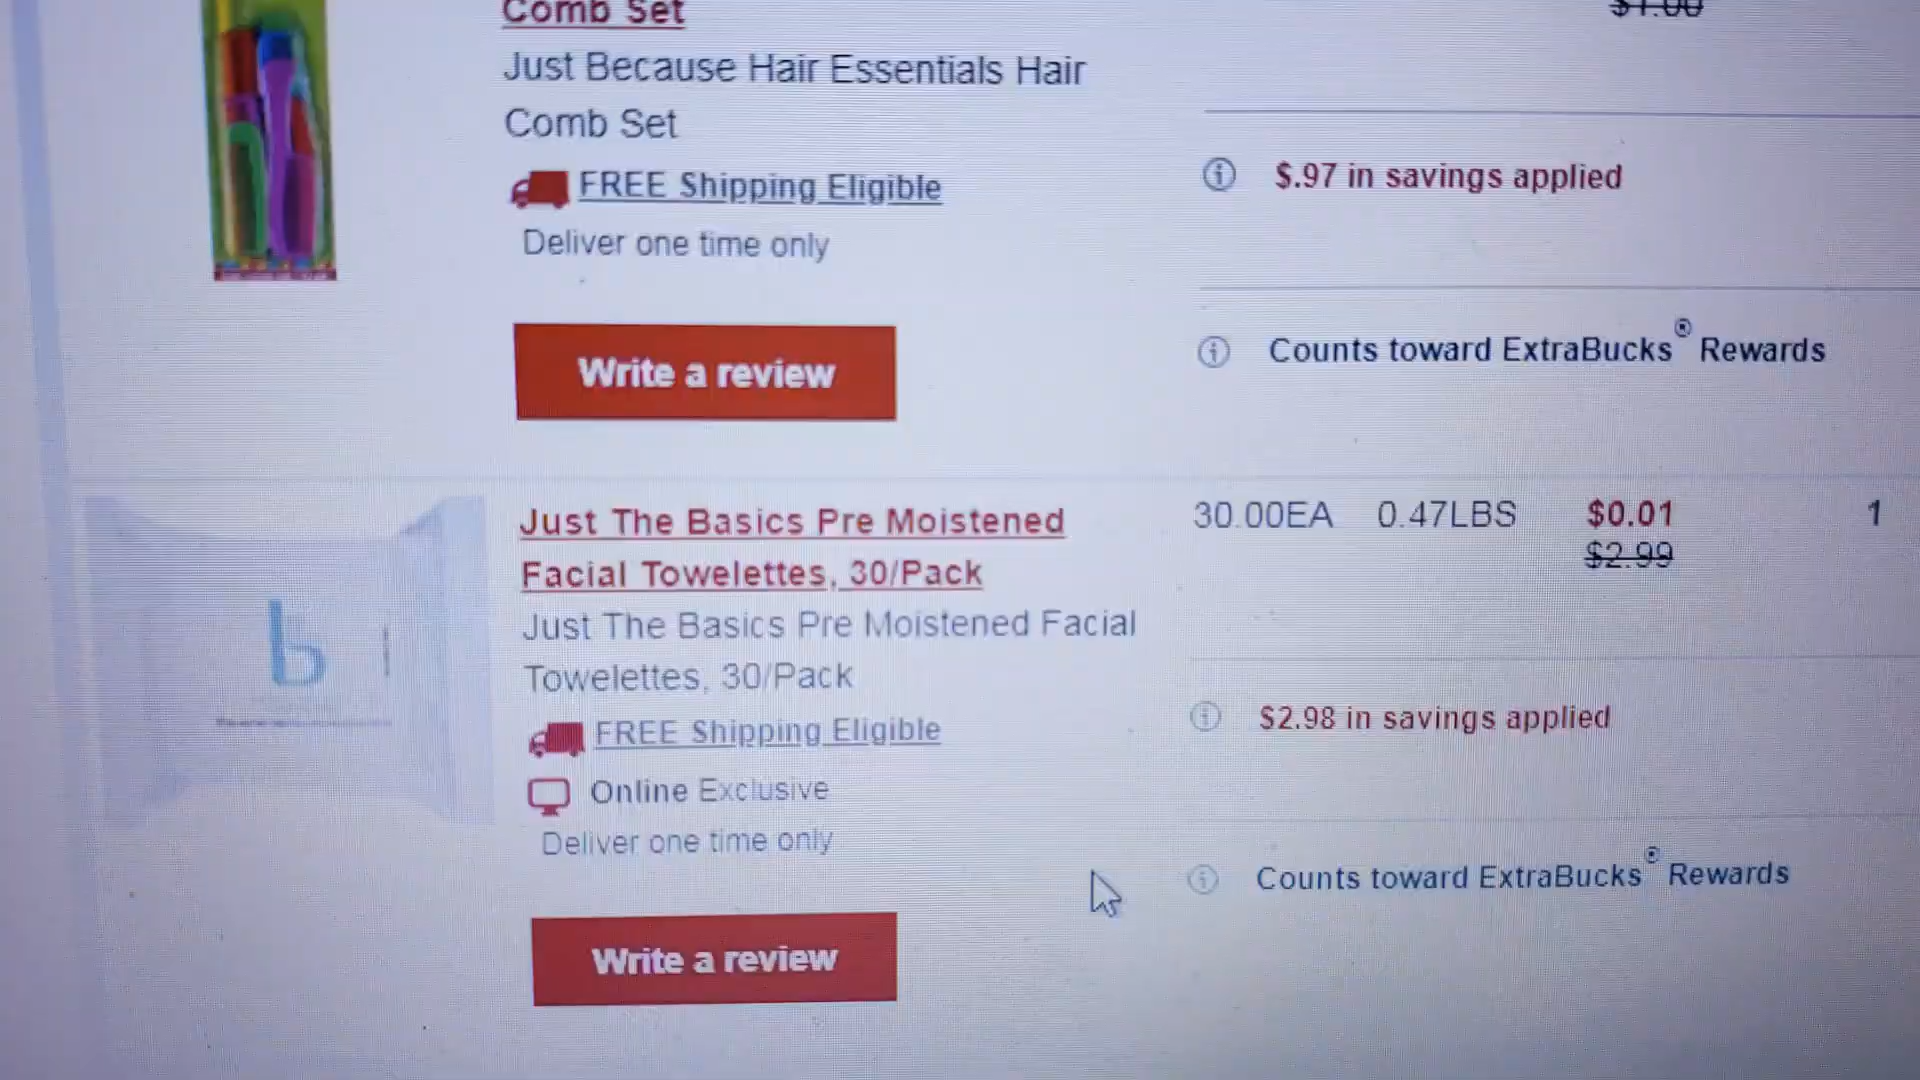 Comb Set
$1.00
Just Because Hair Essentials Hair
Comb Set
FREE Shipping Eligible
Deliver one time only
$.97 in savings applied
Write a review
Counts toward ExtraBucks® Rewards
Just The Basics Pre Moistened
Facial Towelettes, 30/Pack
30.00EA 0.47LBS $0.01 1
$2.99
Just The Basics Pre Moistened Facial
Towelettes, 30/Pack
FREE Shipping Eligible
Online Exclusive
Deliver one time only
$2.98 in savings applied
Write a review
Counts toward ExtraBucks® Rewards
b